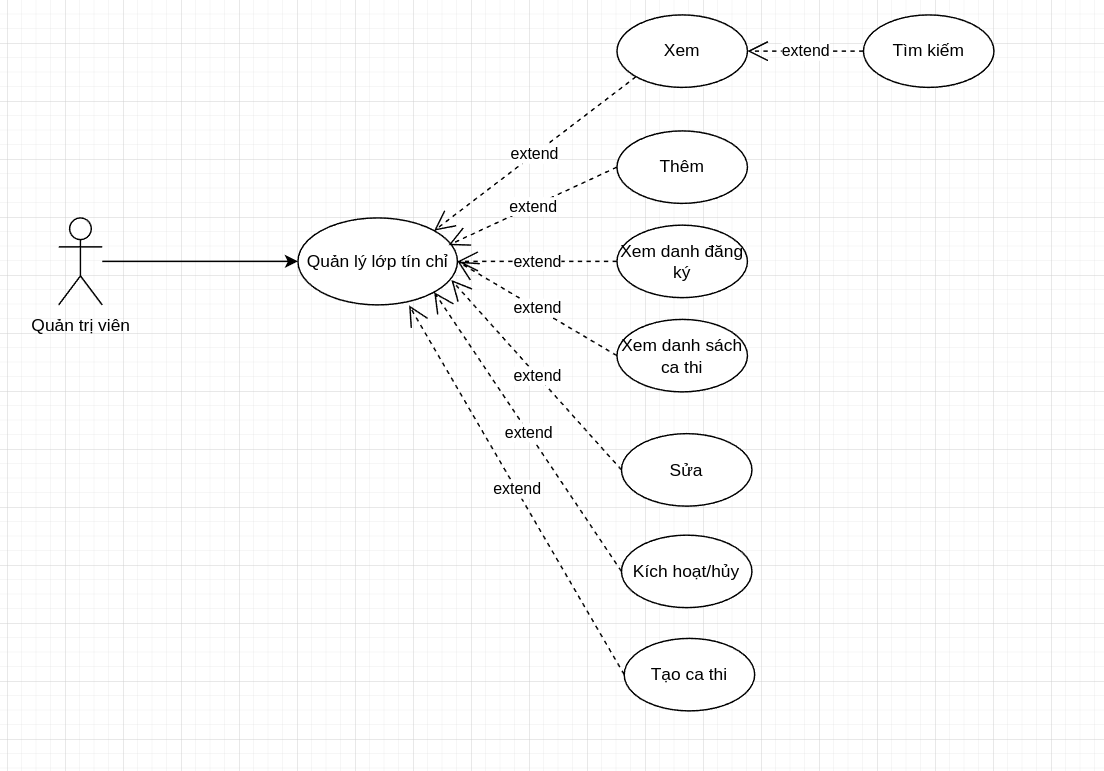 Xem
extend
Tìm kiếm
extend
Thêm
extend
Xem danh đăng
ký
Quản lý lớp tín chỉ
extend
extend
Quản trị viên
Xem danh sách
ca thi
extend
extend
Sửa
extend
Kích hoạt/hủy
Tạo ca thi